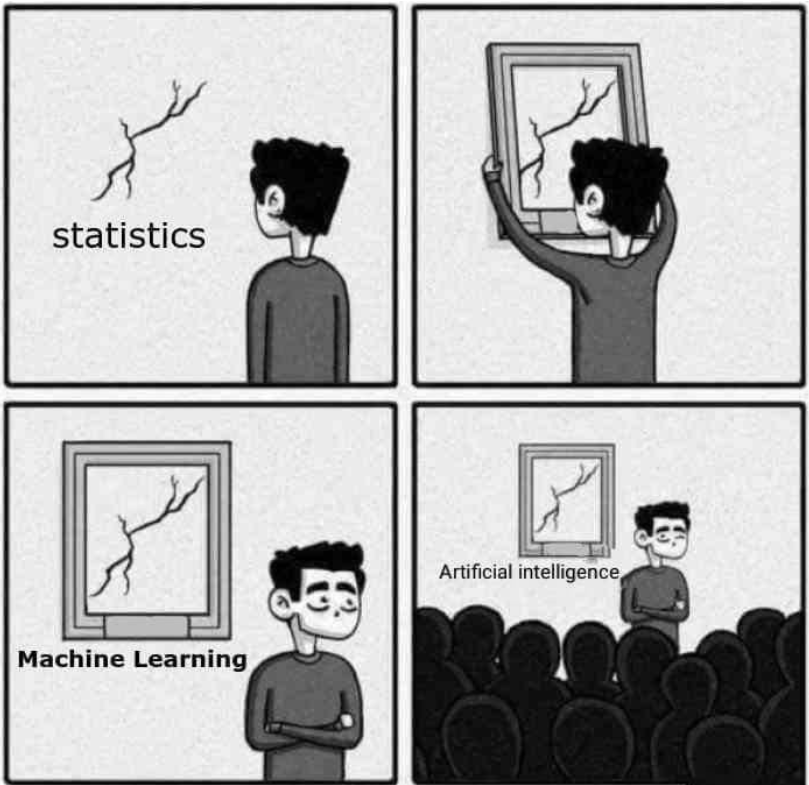 statistics
Machine Learning
Artificial intelligence